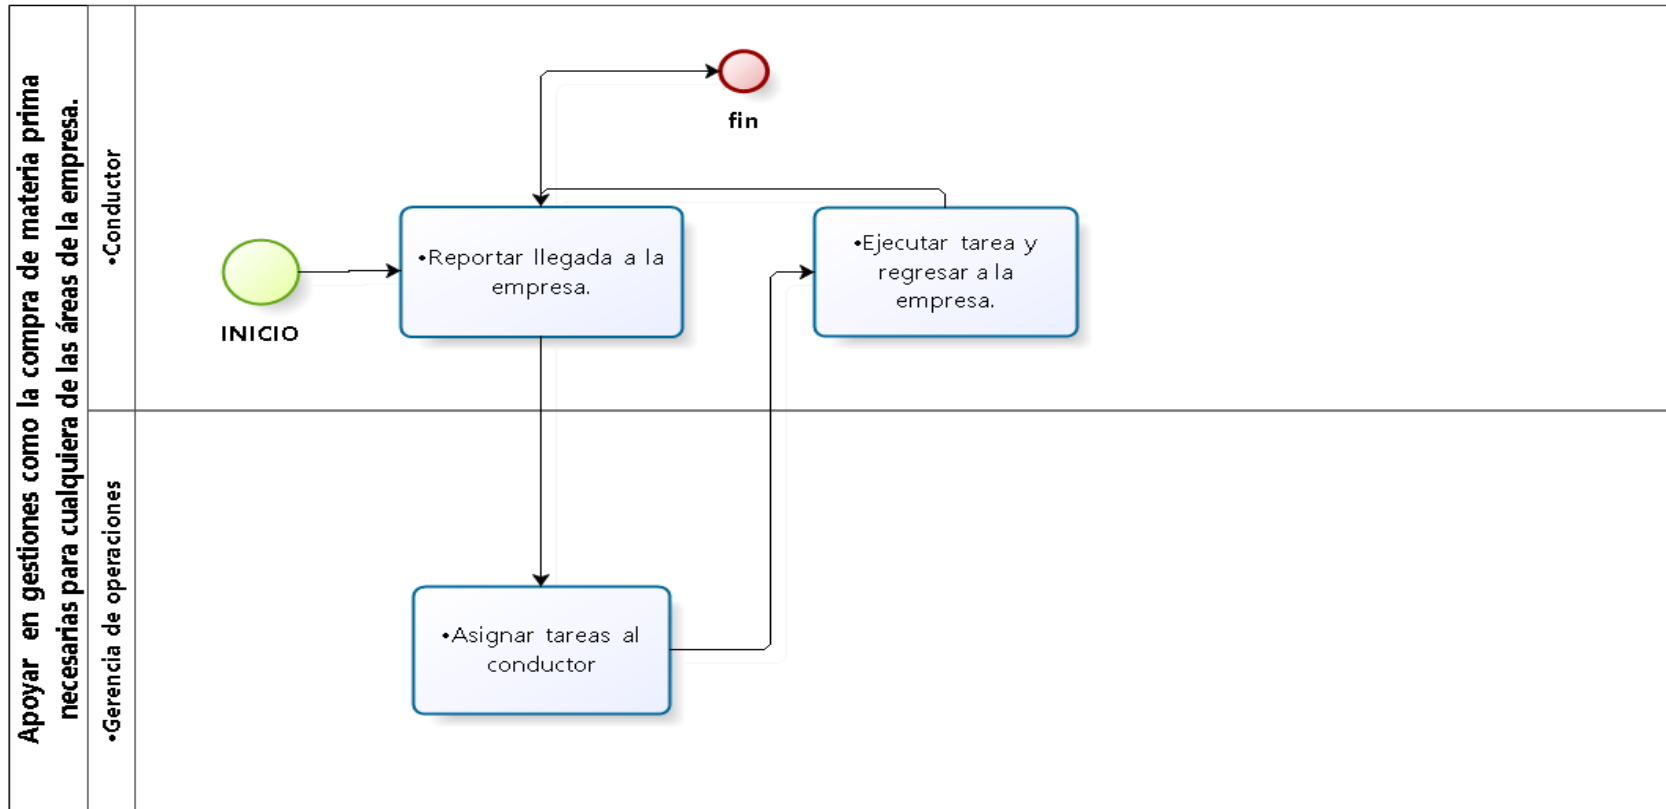 Apoyar en gestiones como la compra de materia prima
necesarias para cualquiera de las áreas de la empresa.
•Conductor
fin
•Reportar llegada a la
empresa.
•Ejecutar tarea y
regresar a la
empresa.
INICIO
•Gerencia de operaciones
•Asignar tareas al
conductor